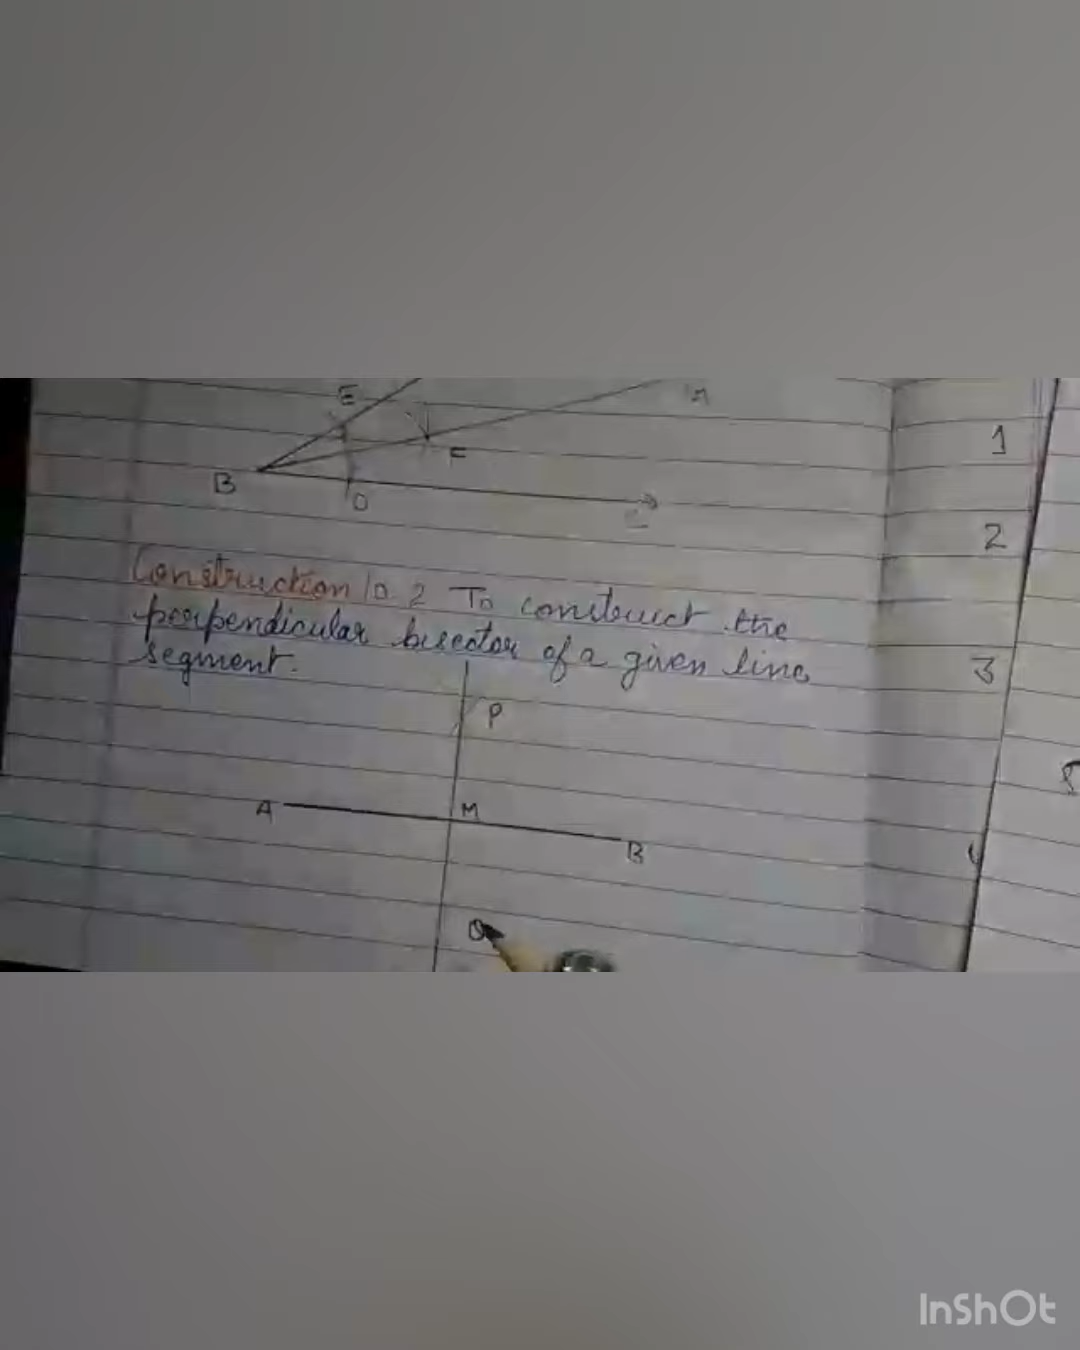 E
B
F
D
C
1
2
Construction 10.2 To construct the
perpendicular bisector of a given line
segment.
3
P
A
M
B
Q
InShOt